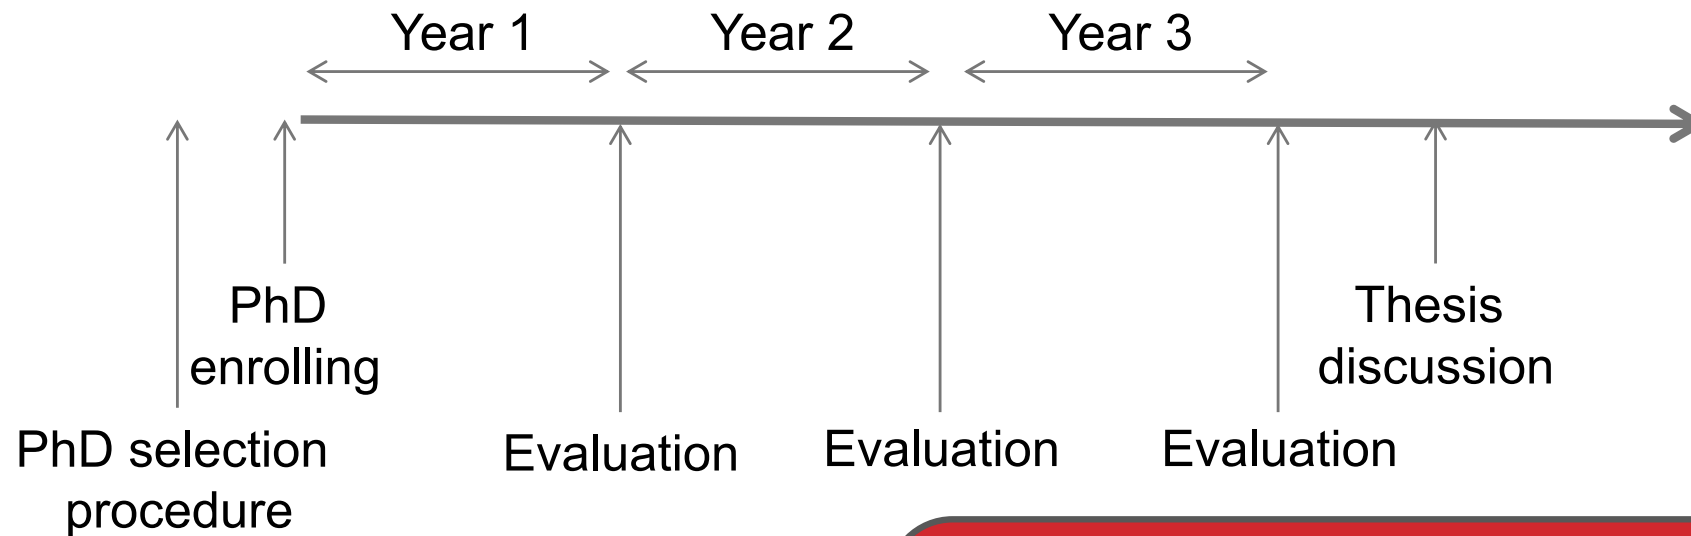 Year 1
Year 2
Year 3
PhD
enrolling
Thesis
discussion
PhD selection
procedure
Evaluation
Evaluation
Evaluation